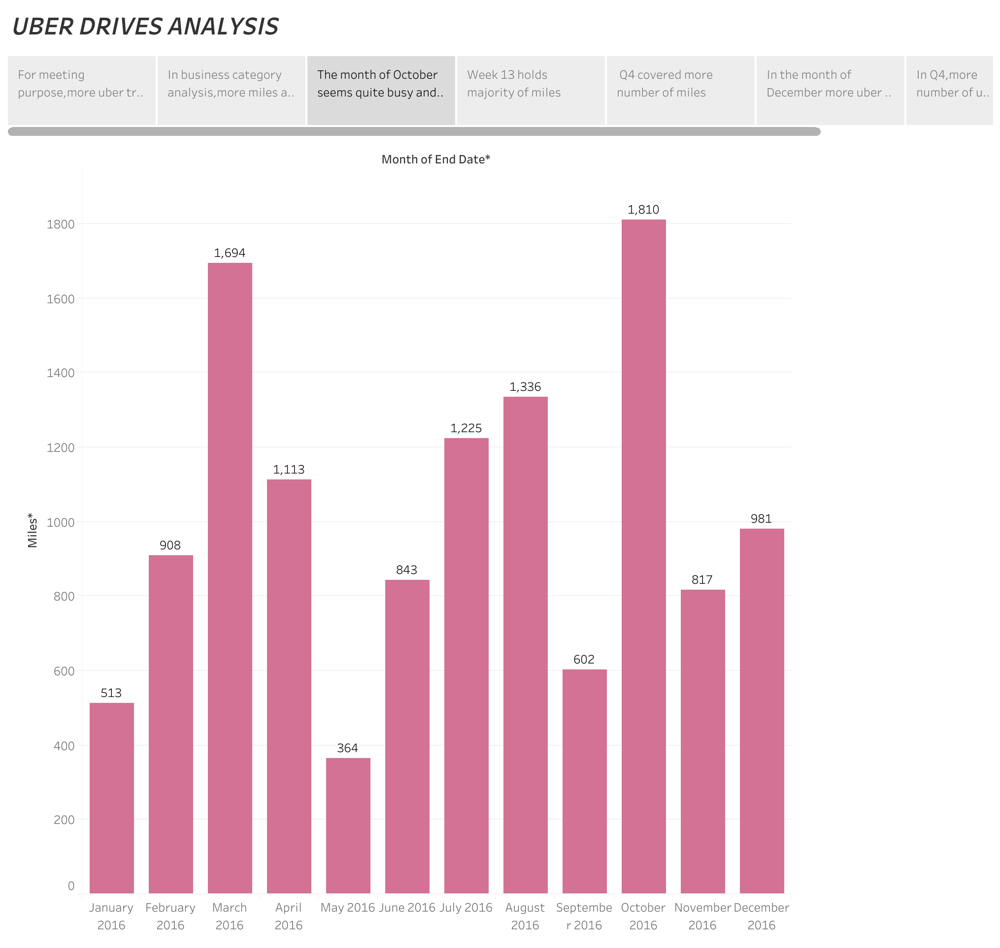 UBER DRIVES ANALYSIS
For meeting
purpose,more uber tr..
In business category
analysis,more miles a..
The month of October
seems quite busy and..
Week 13 holds
majority of miles
Q4 covered more
number of miles
In the month of
December more uber ..
In Q4,more
number of u..
Month of End Date*
Miles*
1800
1600
1400
1200
1000
800
600
400
200
0
513
908
1,694
1,113
364
843
1,225
1,336
602
1,810
817
981
January
2016
February
2016
March
2016
April
2016
May 2016
June 2016
July 2016
August
2016
Septembe
r 2016
October
2016
November
2016
December
2016